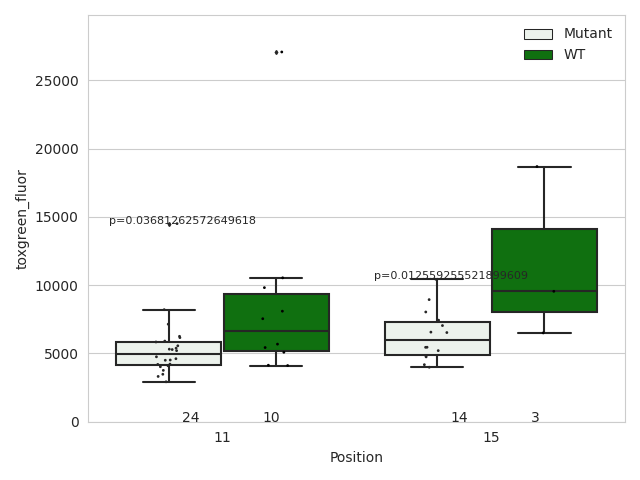 Mutant
WT
25000
20000
15000
10000
5000
0
toxgreen_fluor
p=0.03681262572649618
p=0.012559255521899609
24 10 14 3
11 15
Position